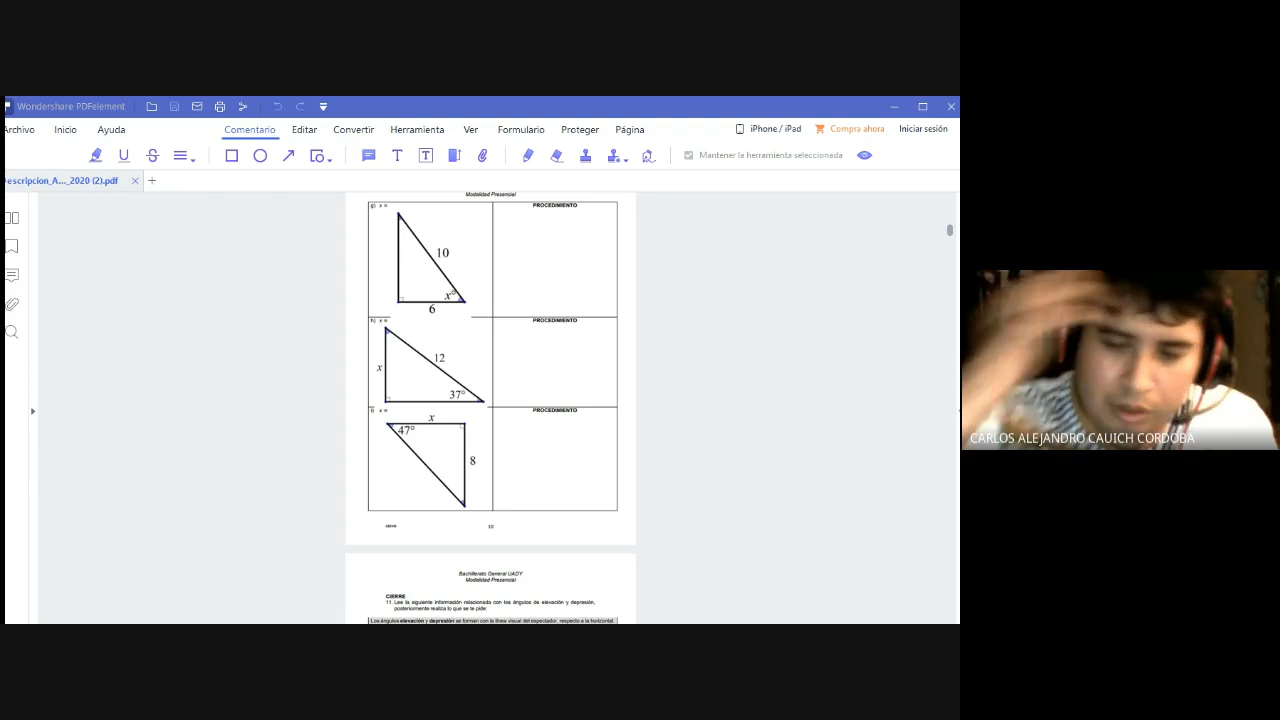 Wondershare PDFelement
Archivo Inicio Ayuda Comentario Editar Convertir Herramienta Ver Formulario Proteger Página iPhone / iPad Compra ahora Iniciar sesión
T T Mantener la herramienta seleccionada
escripcion_A..._2020 (2).pdf
Modalidad Presencial
g) x = PROCEDIMIENTO
10
x°
6
h) x = PROCEDIMIENTO
12
x
37°
i) x = PROCEDIMIENTO
x
47°
8
10
Bachillerato General UADY
Modalidad Presencial
CIERRE
11. Lee la siguiente información relacionada con los ángulos de elevación y depresión,
posteriormente realiza lo que se te pide.
Los ángulos elevación y depresión se forman con la línea visual del espectador, respecto a la horizontal.
CARLOS ALEJANDRO CAUICH CORDOBA